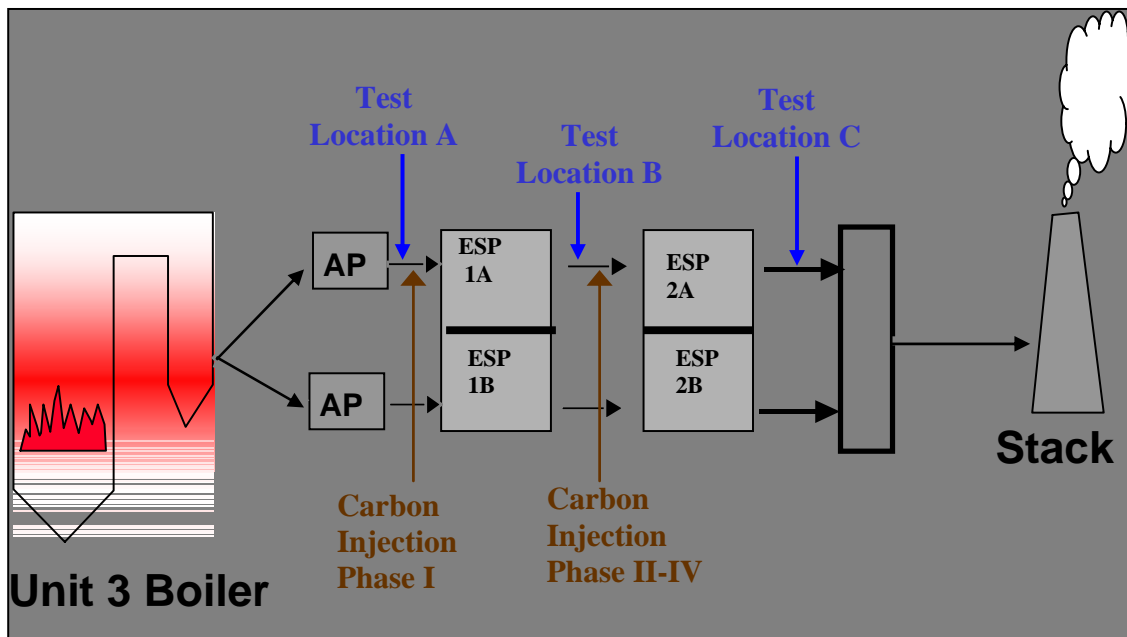 Test
Location A
Test
Location B
Test
Location C
AP
ESP
1A
ESP
2A
AP
ESP
1B
ESP
2B
Carbon
Injection
Phase I
Carbon
Injection
Phase II-IV
Stack
Unit 3 Boiler